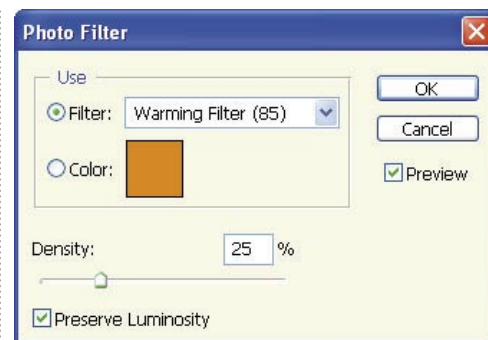 Photo Filter
Use
Filter: Warming Filter (85)
OK
Cancel
Color:
Preview
Density: 25 %
Preserve Luminosity